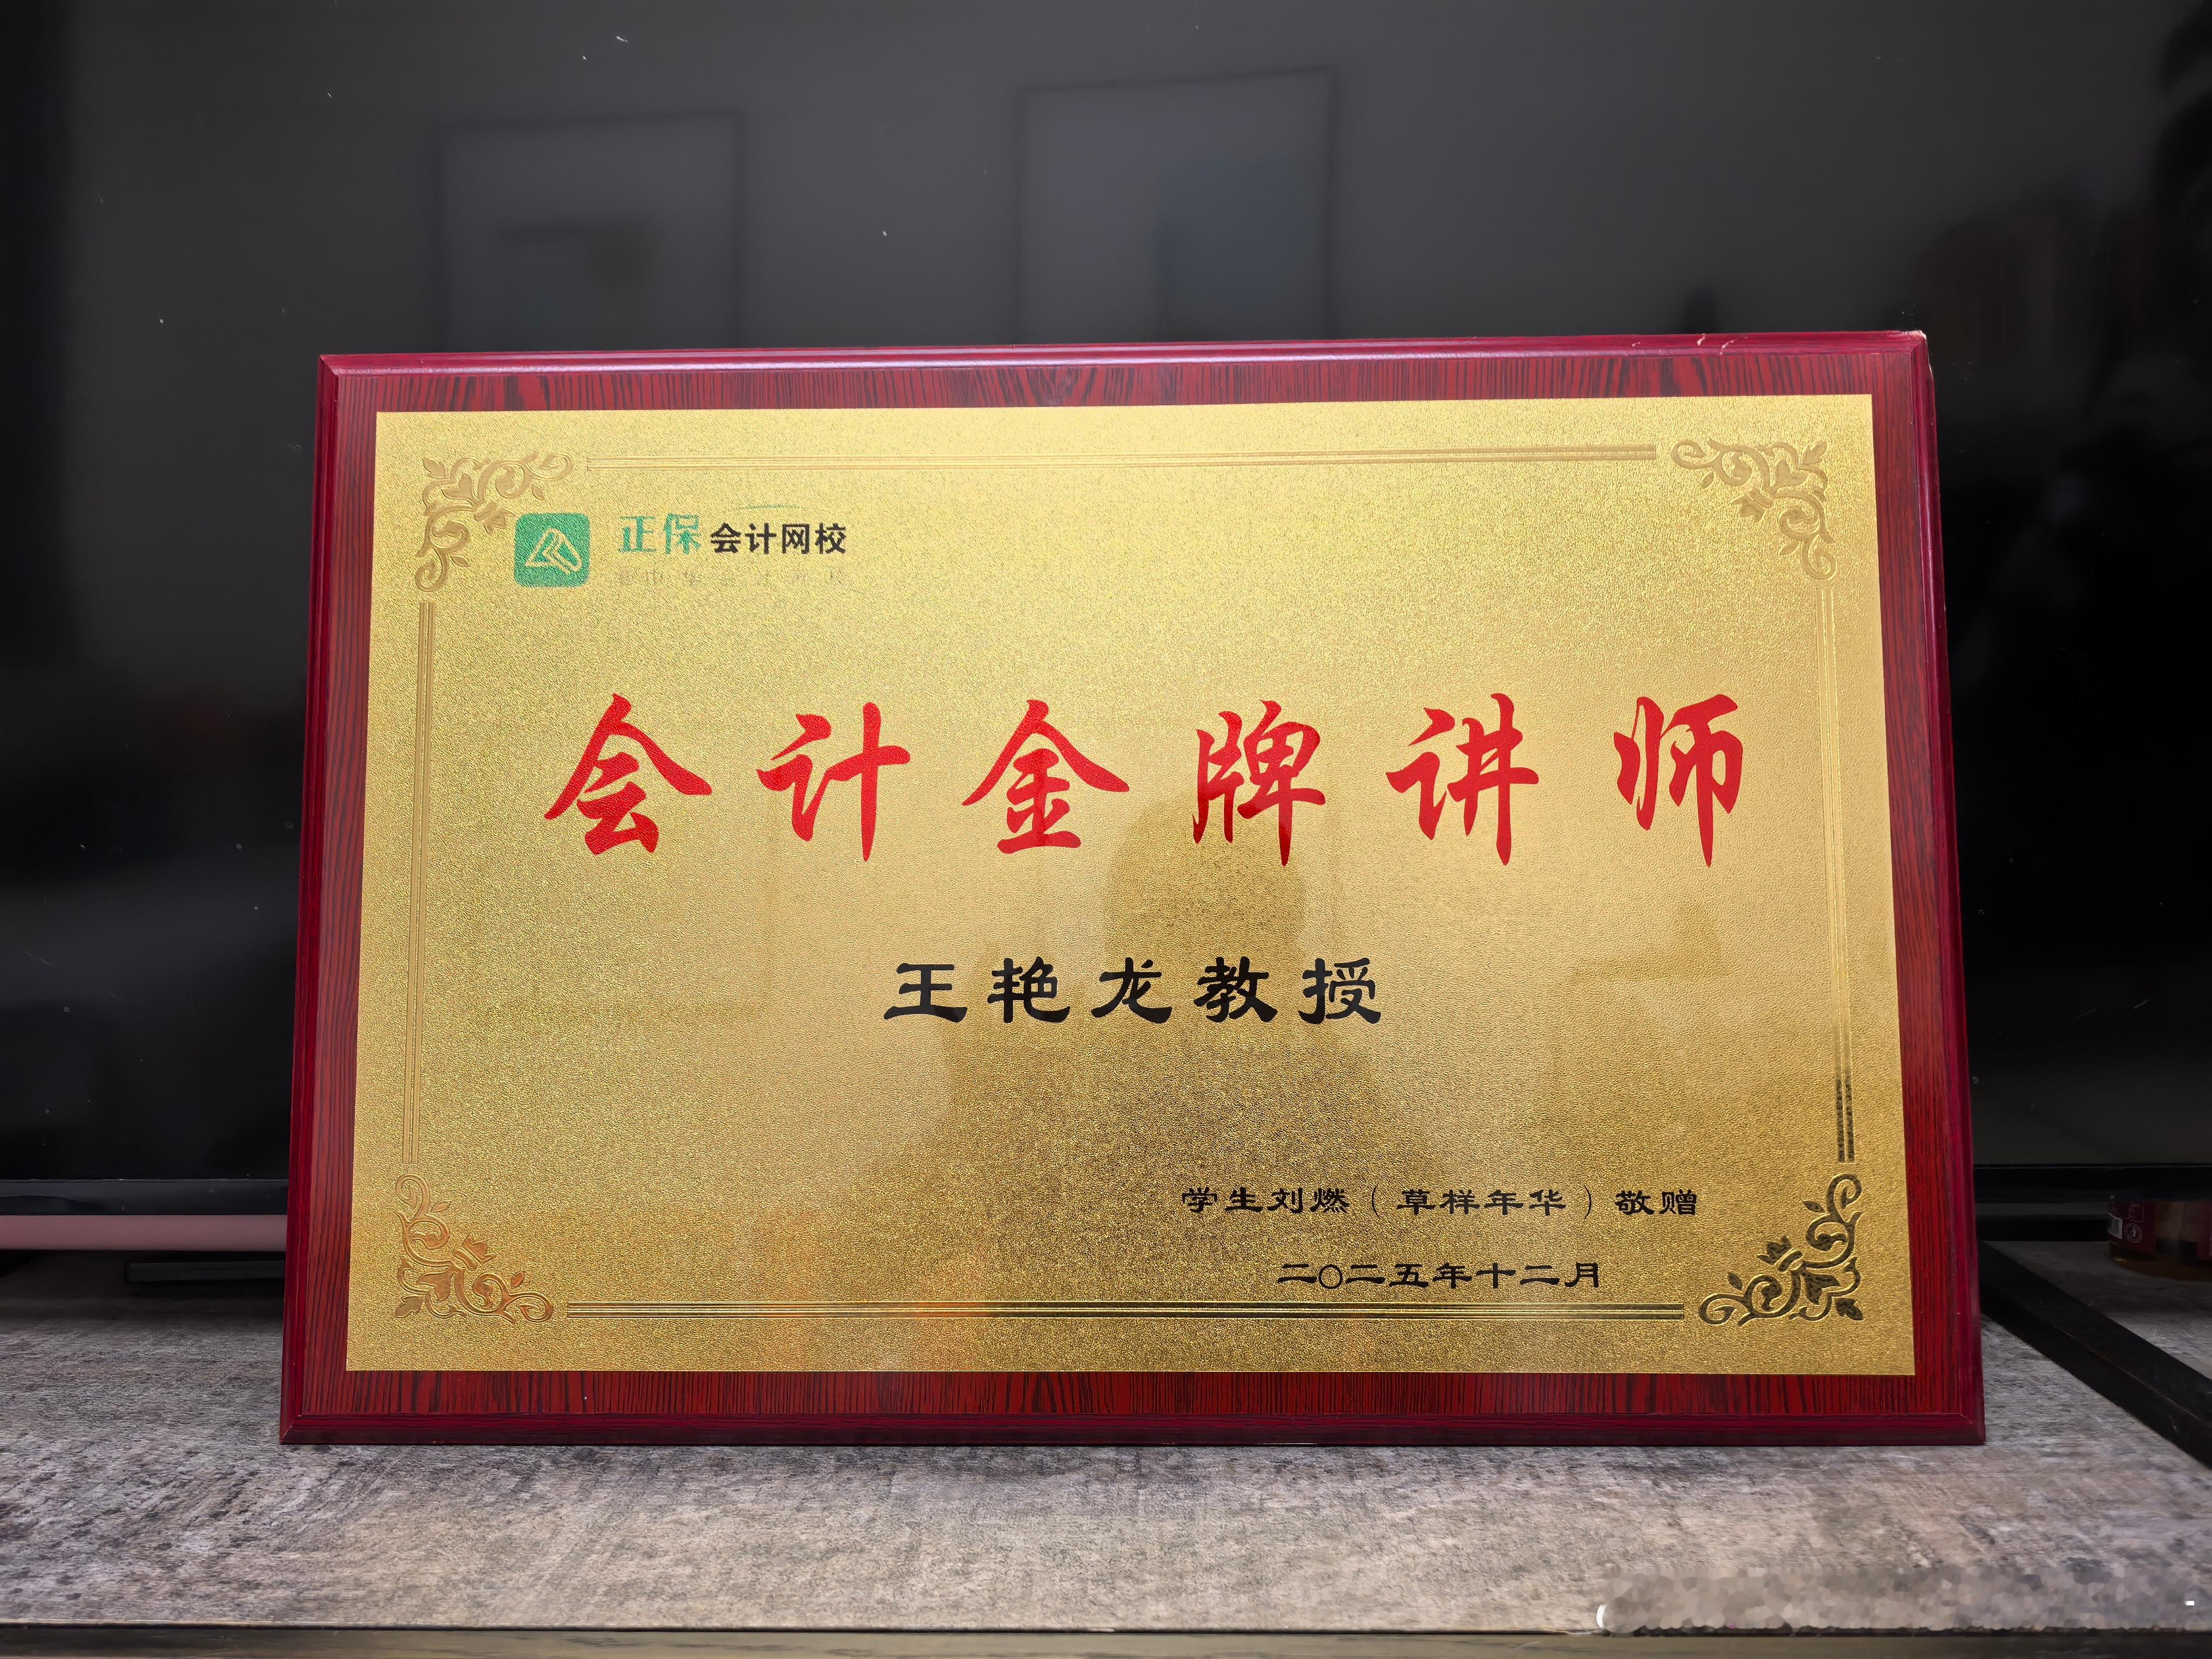 正保会计网校
会计金牌讲师
王艳龙教授
学生刘燃（草样年华）敬赠
二〇二五年十二月